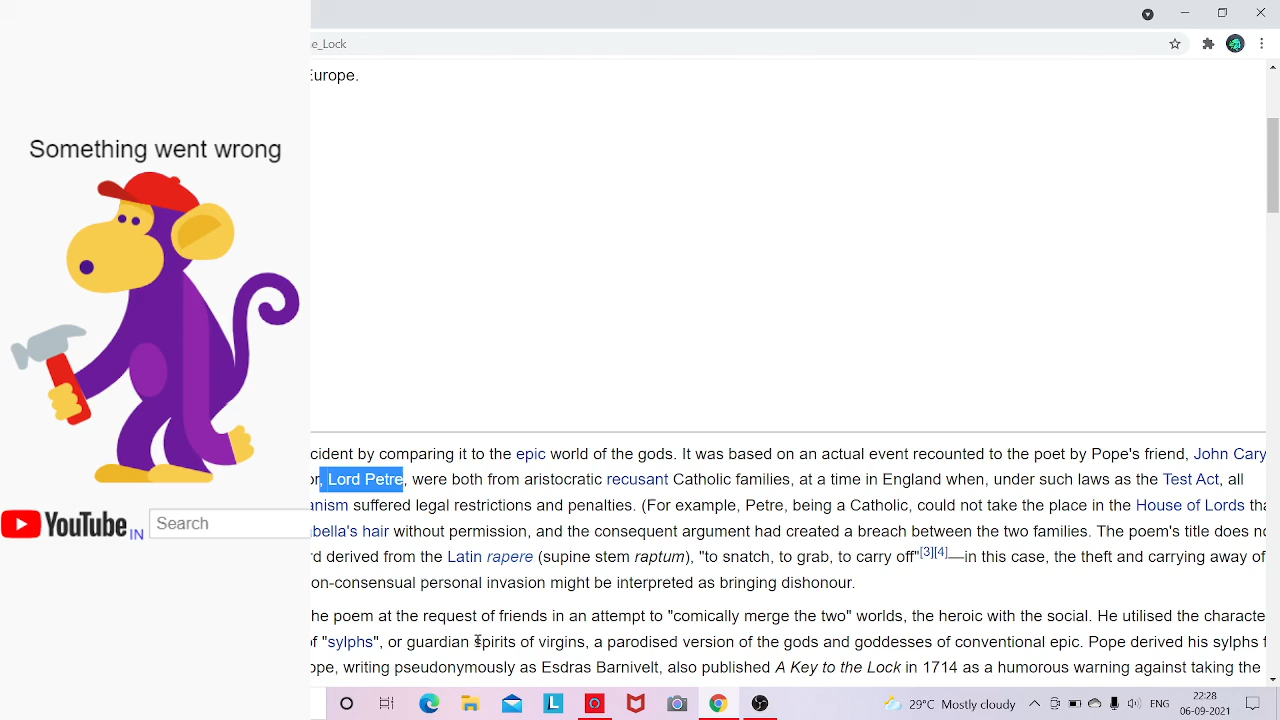 e_Lock
Europe.
Something went wrong
YouTube IN
Search
cident by comparing it to the epic world of the gods. It was based on an actual event recounted to the poet by Pope's friend, John Cary
or, Lord Petre, were both from aristocratic recusant Catholic families, at a time in England when, under such laws as the Test Act, all
anism suffered legal restrictions and penalties. (For example, Petre, being a Catholic, could not take the place in the House of Lords tha
bella's hair without permission, and the consequent argument had created a breach between the two families. The poem's title does no
rd derived from the Latin rapere (supine stem raptum), "to snatch, to grab, to carry off"[3][4]—in this case, the theft and carrying away of
on-consensual personal invasion might be interpreted as bringing dishonour.
he poem at the request of friends in an attempt to "comically merge the two" worlds, the heroic with the social. He utilised the characte
of "sylphs", or guardian spirits of virgins, a parodised version of the gods and goddesses of conventional epic. Pope derived his sylphs f
ope, writing pseudonymously as Esdras Barnivelt, also published A Key to the Lock in 1714 as a humorous warning against taking the
29°C Mostly cloudy
ENG
22:28
06-09-2021